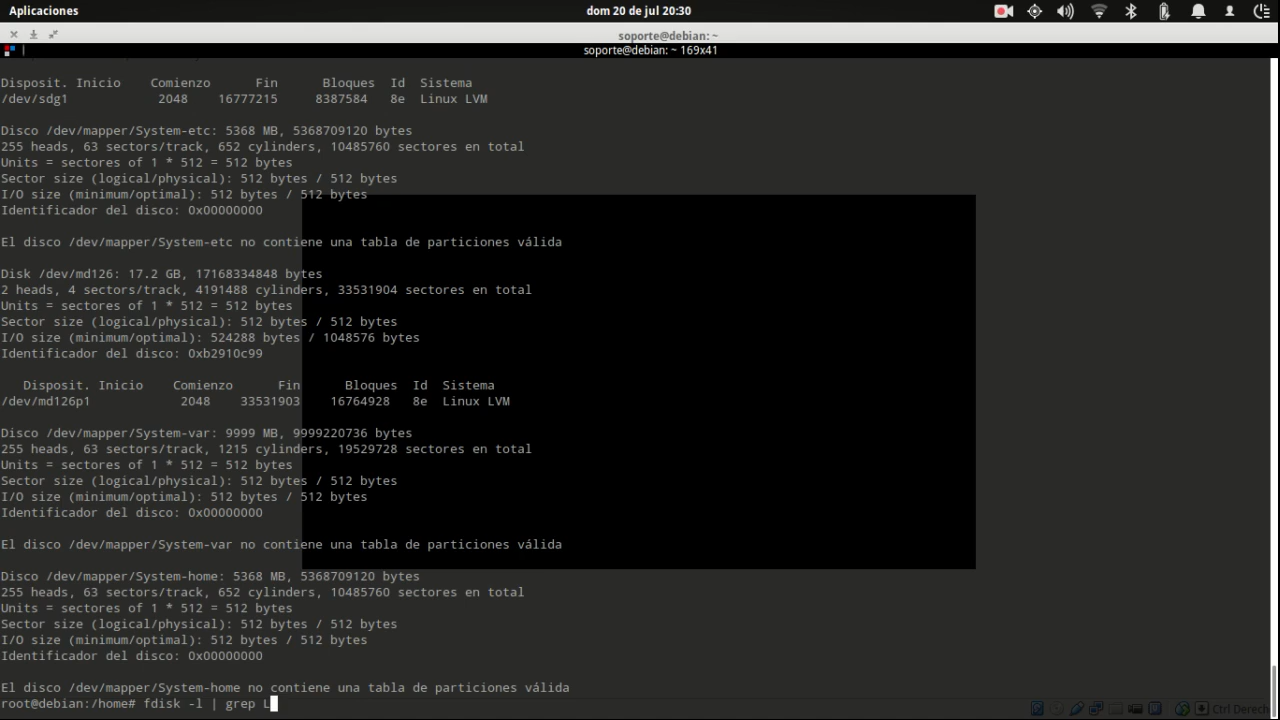 Aplicaciones
dom 20 de jul 20:30
soporte@debian: ~
soporte@debian: ~ 169x41
Disposit. Inicio    Comienzo      Fin      Bloques  Id  Sistema
/dev/sdg1            2048    16777215     8387584   8e  Linux LVM
Disco /dev/mapper/System-etc: 5368 MB, 5368709120 bytes
255 heads, 63 sectors/track, 652 cylinders, 10485760 sectores en total
Units = sectores of 1 * 512 = 512 bytes
Sector size (logical/physical): 512 bytes / 512 bytes
I/O size (minimum/optimal): 512 bytes / 512 bytes
Identificador del disco: 0x00000000
El disco /dev/mapper/System-etc no contiene una tabla de particiones válida
Disk /dev/md126: 17.2 GB, 17168334848 bytes
2 heads, 4 sectors/track, 4191488 cylinders, 33531904 sectores en total
Units = sectores of 1 * 512 = 512 bytes
Sector size (logical/physical): 512 bytes / 512 bytes
I/O size (minimum/optimal): 524288 bytes / 1048576 bytes
Identificador del disco: 0xb2910c99
Disposit. Inicio    Comienzo      Fin      Bloques  Id  Sistema
/dev/md126p1            2048    33531903    16764928   8e  Linux LVM
Disco /dev/mapper/System-var: 9999 MB, 9999220736 bytes
255 heads, 63 sectors/track, 1215 cylinders, 19529728 sectores en total
Units = sectores of 1 * 512 = 512 bytes
Sector size (logical/physical): 512 bytes / 512 bytes
I/O size (minimum/optimal): 512 bytes / 512 bytes
Identificador del disco: 0x00000000
El disco /dev/mapper/System-var no contiene una tabla de particiones válida
Disco /dev/mapper/System-home: 5368 MB, 5368709120 bytes
255 heads, 63 sectors/track, 652 cylinders, 10485760 sectores en total
Units = sectores of 1 * 512 = 512 bytes
Sector size (logical/physical): 512 bytes / 512 bytes
I/O size (minimum/optimal): 512 bytes / 512 bytes
Identificador del disco: 0x00000000
El disco /dev/mapper/System-home no contiene una tabla de particiones válida
root@debian:/home# fdisk -l | grep L
Ctrl Derech